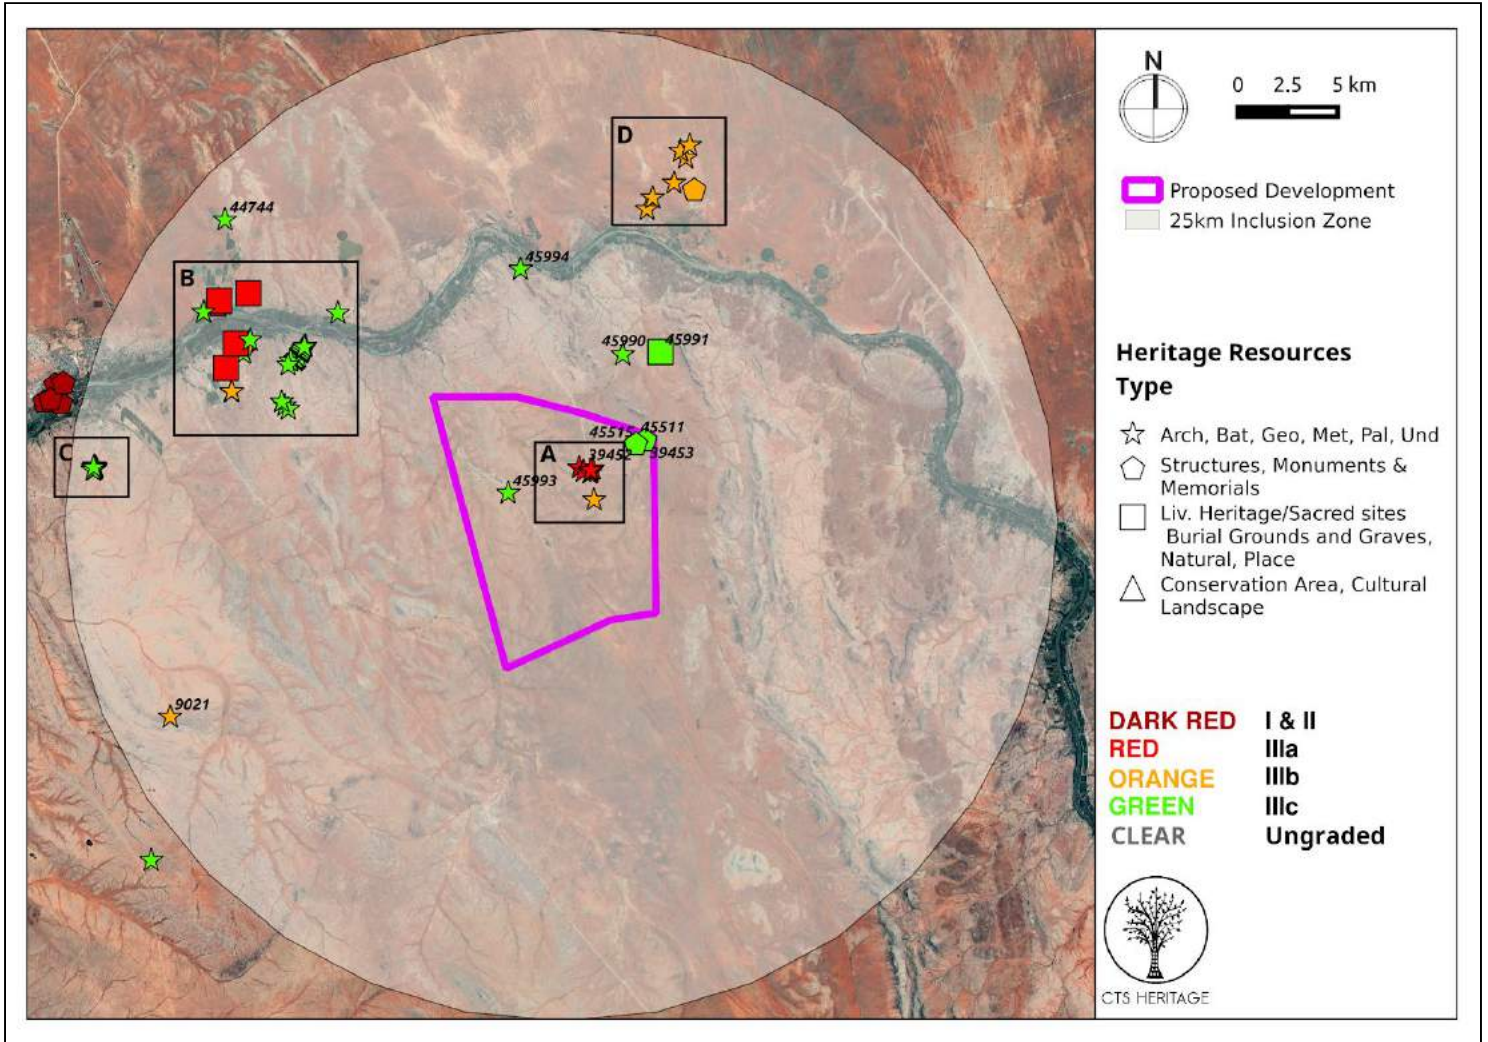 D
44744
45994
B
45990
45991
C
45515
45511
A
39452
39453
45993
9021
N
0 2.5 5 km
Proposed Development
25km Inclusion Zone
Heritage Resources
Type
Arch, Bat, Geo, Met, Pal, Und
Structures, Monuments &
Memorials
Liv. Heritage/Sacred sites
Burial Grounds and Graves,
Natural, Place
Conservation Area, Cultural
Landscape
DARK RED I & II
RED IIIa
ORANGE IIIb
GREEN IIIc
CLEAR Ungraded
CTS HERITAGE